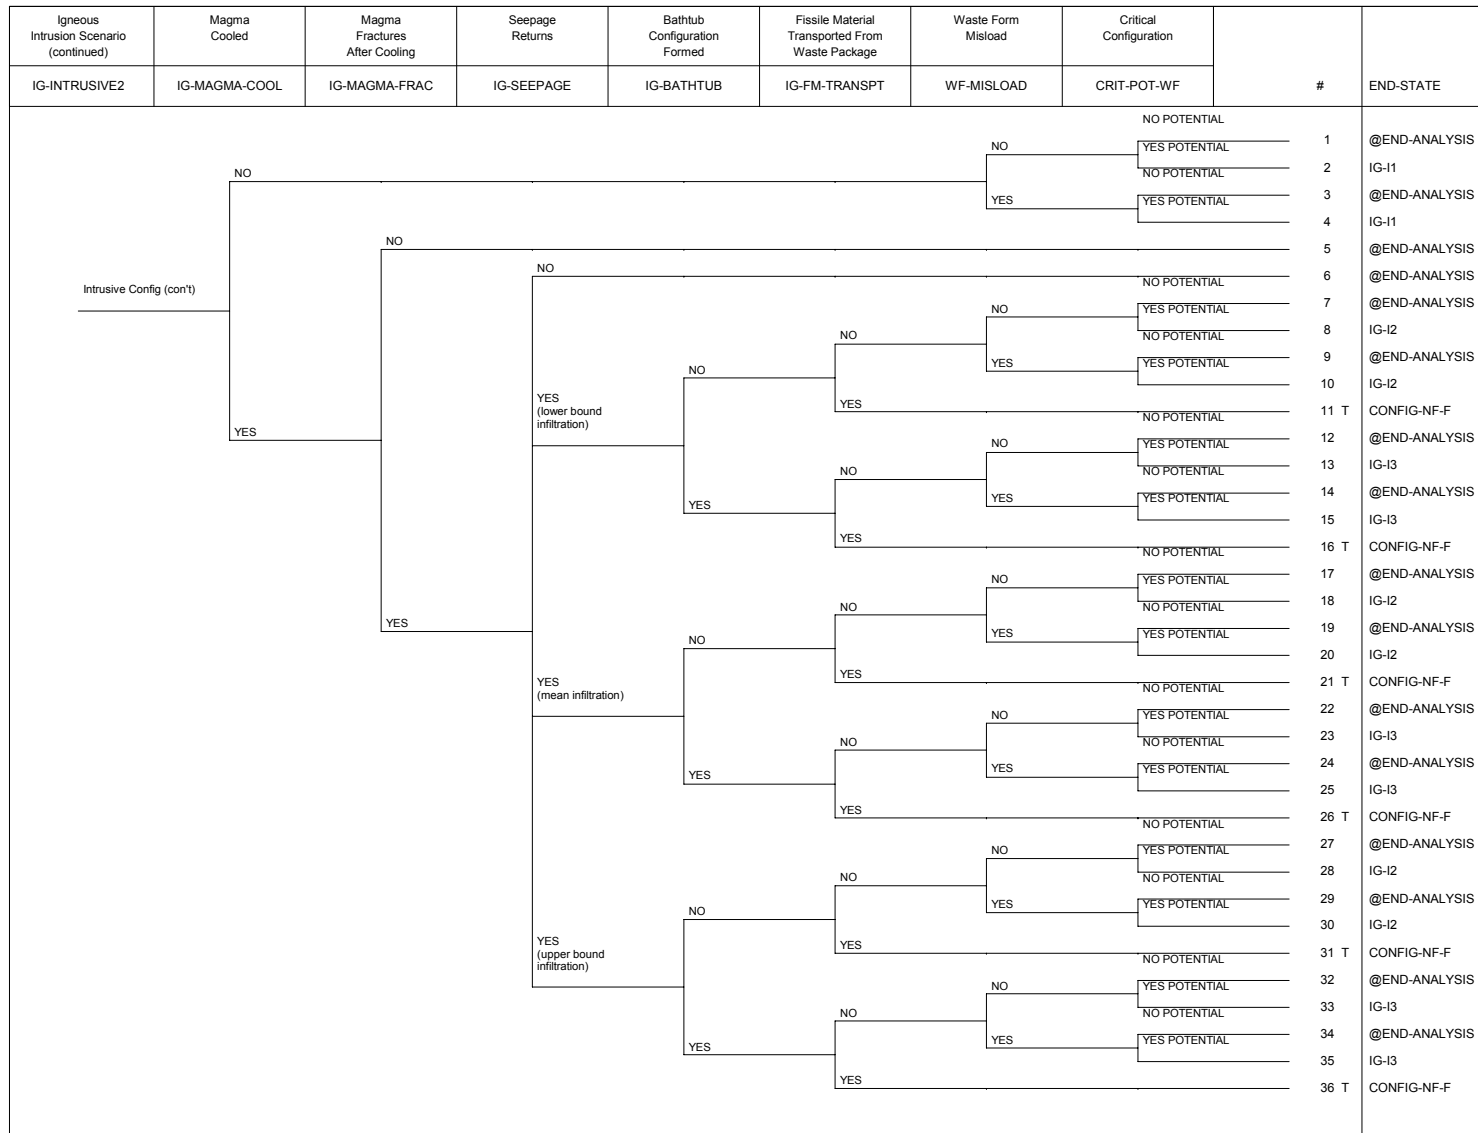 Igneous
Intrusion Scenario
(continued)
Magma
Cooled
Magma
Fractures
After Cooling
Seepage
Returns
Bathtub
Configuration
Formed
Fissile Material
Transported From
Waste Package
Waste Form
Misload
Critical
Configuration
IG-INTRUSIVE2
IG-MAGMA-COOL
IG-MAGMA-FRAC
IG-SEEPAGE
IG-BATHTUB
IG-FM-TRANSPT
WF-MISLOAD
CRIT-POT-WF
#
END-STATE
NO POTENTIAL
1 @END-ANALYSIS
NO
YES POTENTIAL
2 IG-I1
NO
NO POTENTIAL
3 @END-ANALYSIS
YES
YES POTENTIAL
4 IG-I1
NO
5 @END-ANALYSIS
NO
6 @END-ANALYSIS
Intrusive Config (con't)
NO POTENTIAL
7 @END-ANALYSIS
NO
YES POTENTIAL
8 IG-I2
NO
NO POTENTIAL
9 @END-ANALYSIS
NO
YES
YES POTENTIAL
10 IG-I2
YES
(lower bound
infiltration)
YES
11 T CONFIG-NF-F
NO POTENTIAL
YES
12 @END-ANALYSIS
NO
YES POTENTIAL
13 IG-I3
NO
NO POTENTIAL
14 @END-ANALYSIS
YES
YES
YES POTENTIAL
15 IG-I3
YES
16 T CONFIG-NF-F
NO POTENTIAL
17 @END-ANALYSIS
NO
YES POTENTIAL
18 IG-I2
NO
NO POTENTIAL
YES
19 @END-ANALYSIS
NO
YES
YES POTENTIAL
20 IG-I2
YES
(mean infiltration)
YES
21 T CONFIG-NF-F
NO POTENTIAL
22 @END-ANALYSIS
NO
YES POTENTIAL
23 IG-I3
NO
NO POTENTIAL
24 @END-ANALYSIS
YES
YES
YES POTENTIAL
25 IG-I3
YES
26 T CONFIG-NF-F
NO POTENTIAL
27 @END-ANALYSIS
NO
YES POTENTIAL
28 IG-I2
NO
NO POTENTIAL
29 @END-ANALYSIS
NO
YES
YES POTENTIAL
30 IG-I2
YES
(upper bound
infiltration)
YES
31 T CONFIG-NF-F
NO POTENTIAL
32 @END-ANALYSIS
NO
YES POTENTIAL
33 IG-I3
NO
NO POTENTIAL
34 @END-ANALYSIS
YES
YES
YES POTENTIAL
35 IG-I3
YES
36 T CONFIG-NF-F